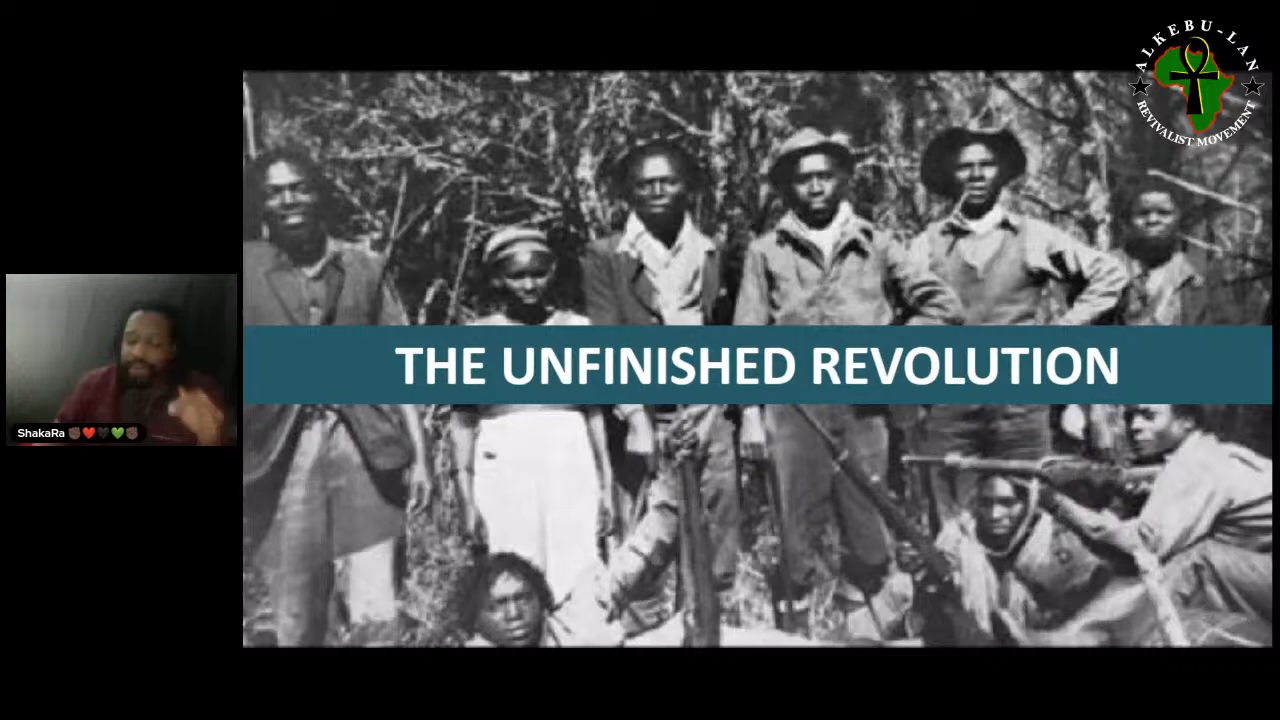 ALKEBU-LAN
REVIVALIST MOVEMENT
THE UNFINISHED REVOLUTION
ShakaRa ✊🏿❤️🖤💚✊🏿